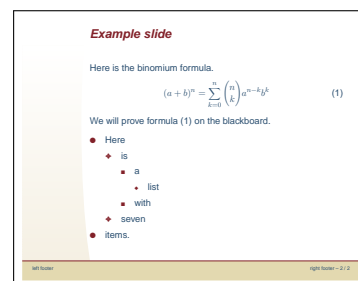 Example slide
Here is the binomium formula.
(a + b)^n = \sum_{k=0}^{n} \binom{n}{k} a^{n-k} b^k (1)
We will prove formula (1) on the blackboard.
● Here
✦ is
■ a
✦ list
■ with
✦ seven
● items.
left footer right footer – 2 / 2